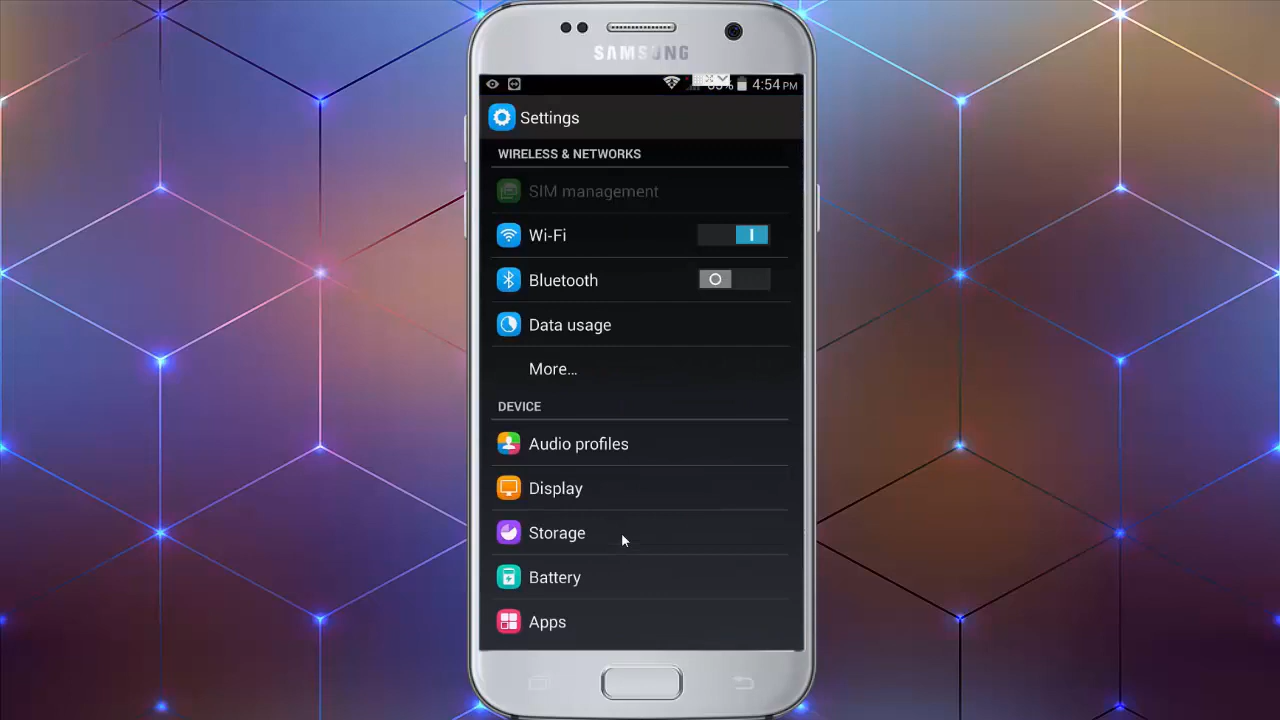 SAMSUNG
4:54 PM
Settings
WIRELESS & NETWORKS
SIM management
Wi-Fi
Bluetooth
Data usage
More...
DEVICE
Audio profiles
Display
Storage
Battery
Apps